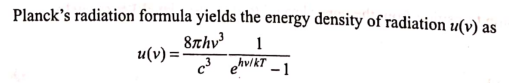 Planck's radiation formula yields the energy density of radiation u(ν) as
u(ν) = 8πhν³/c³ 1/(e^{hν/kT} – 1)